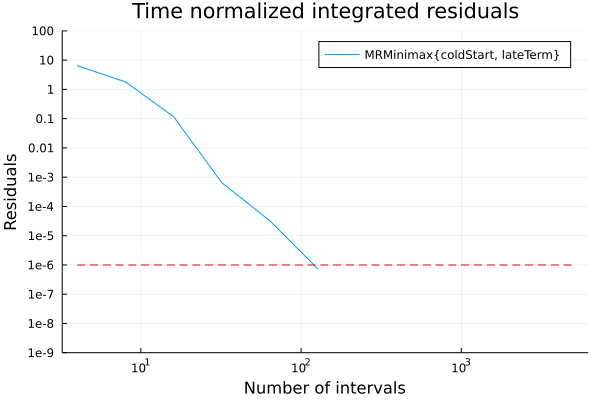 Time normalized integrated residuals
MRMinimax{coldStart, lateTerm}
Residuals
100
10
1
0.1
0.01
1e-3
1e-4
1e-5
1e-6
1e-7
1e-8
1e-9
10¹
10²
10³
Number of intervals